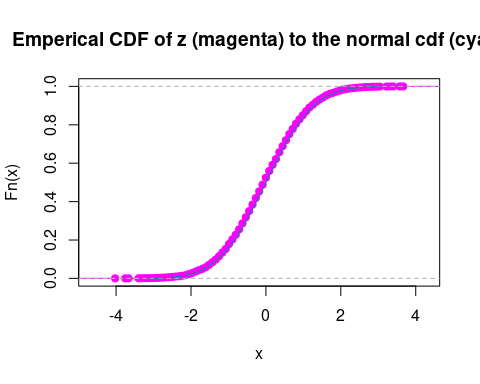 Emperical CDF of z (magenta) to the normal cdf (cya
Fn(x)
1.0
0.8
0.6
0.4
0.2
0.0
-4 -2 0 2 4
x